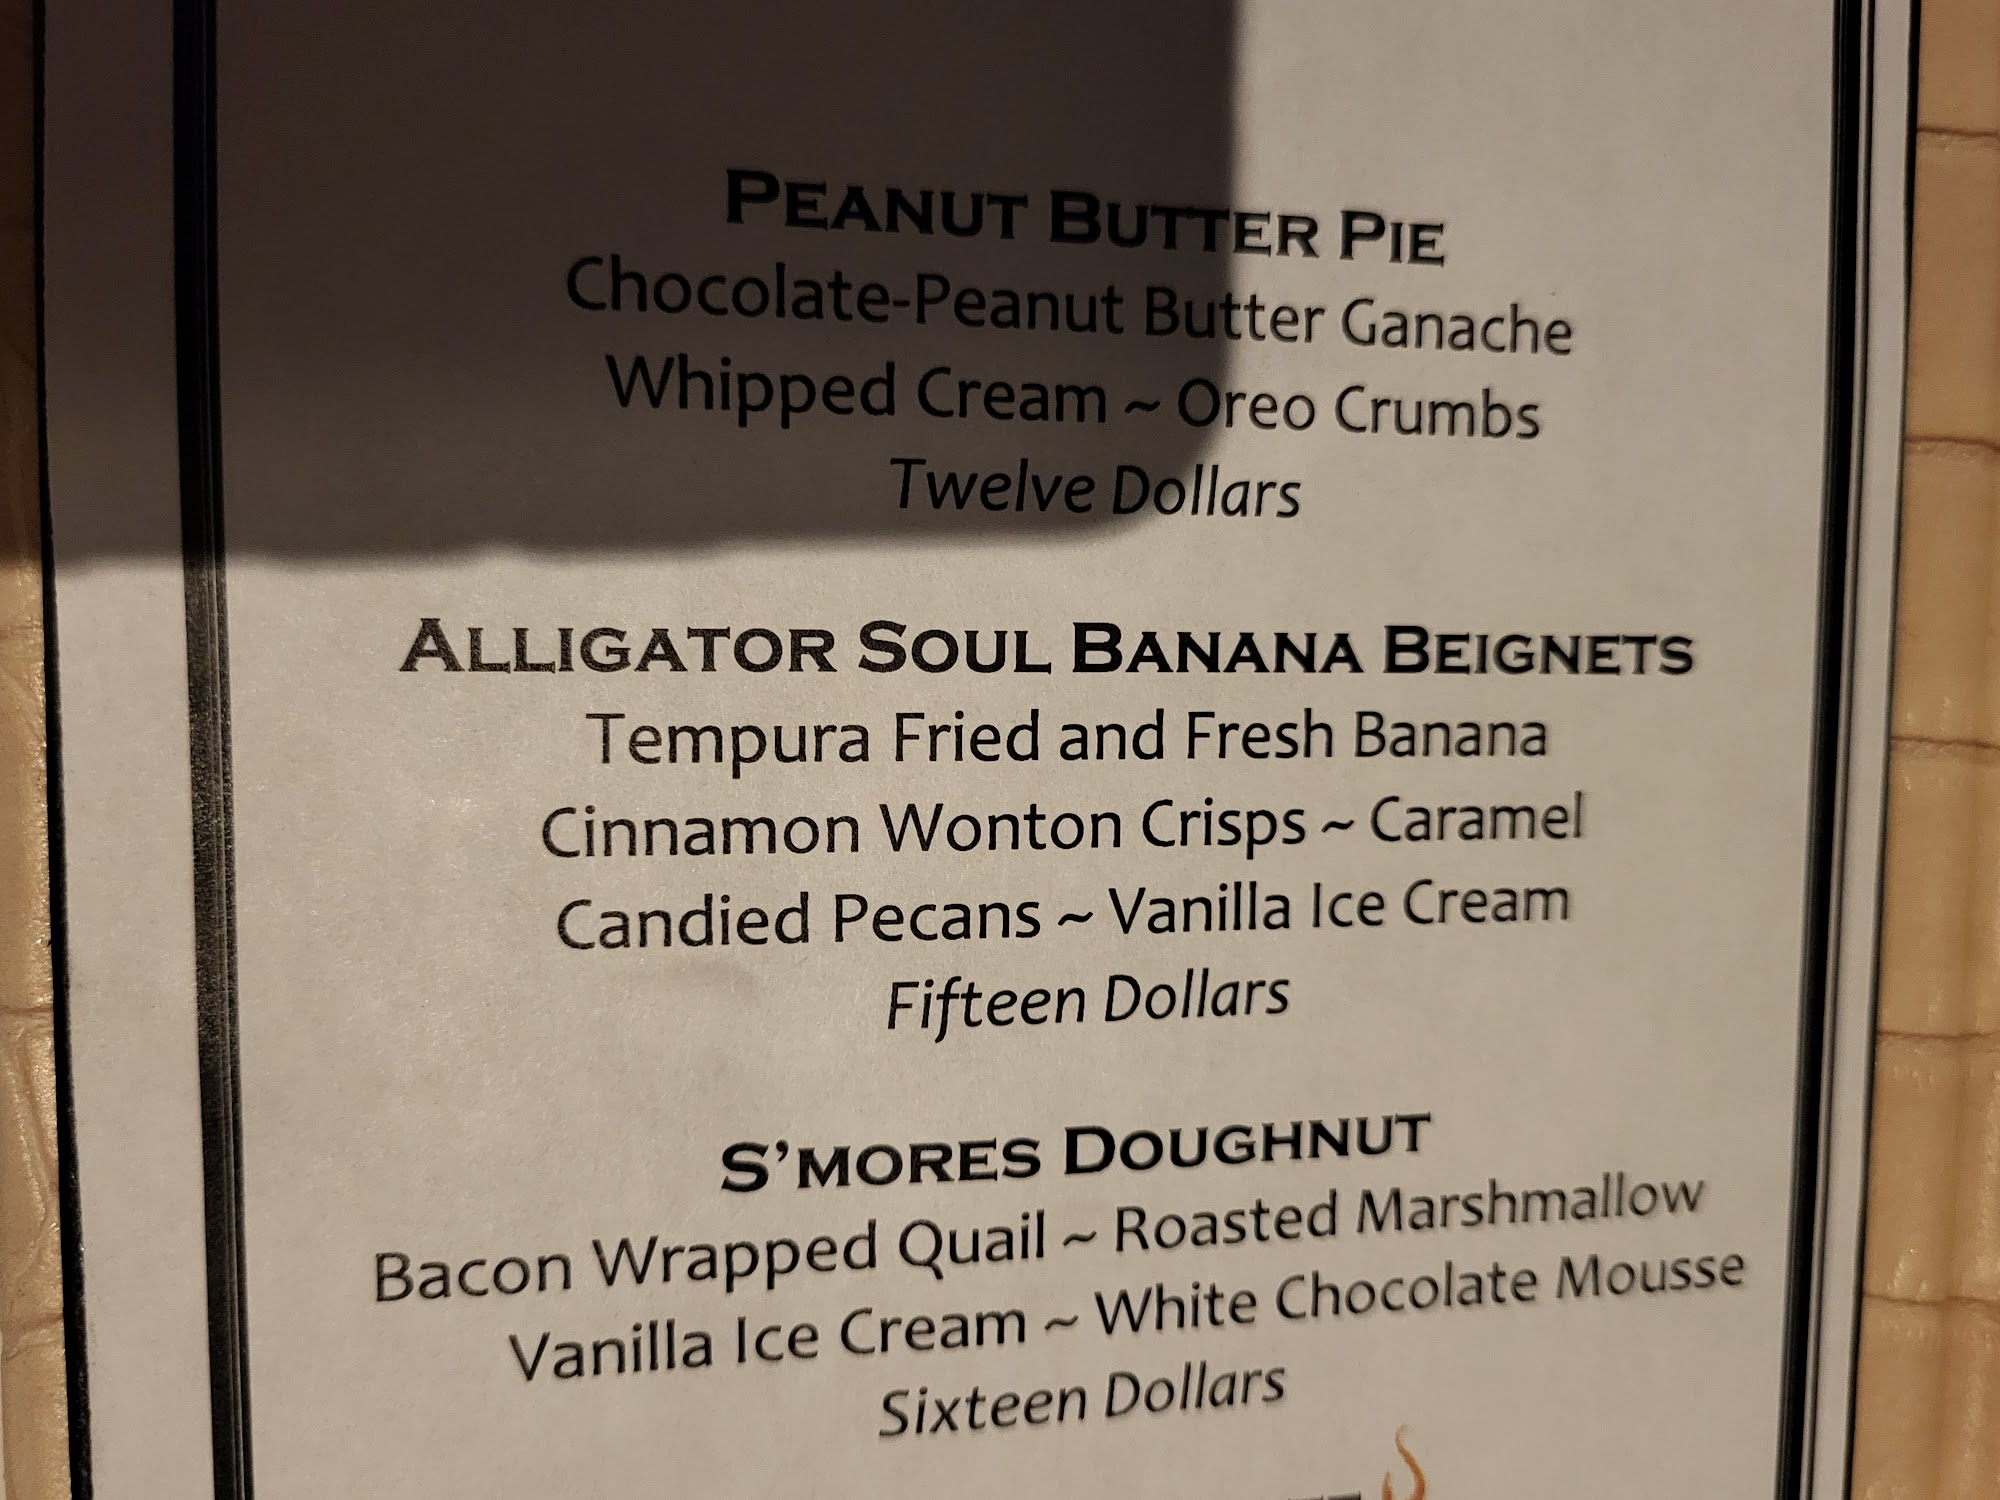 PEANUT BUTTER PIE
Chocolate-Peanut Butter Ganache
Whipped Cream ~ Oreo Crumbs
Twelve Dollars
ALLIGATOR SOUL BANANA BEIGNETS
Tempura Fried and Fresh Banana
Cinnamon Wonton Crisps ~ Caramel
Candied Pecans ~ Vanilla Ice Cream
Fifteen Dollars
S'MORES DOUGHNUT
Bacon Wrapped Quail ~ Roasted Marshmallow
Vanilla Ice Cream ~ White Chocolate Mousse
Sixteen Dollars